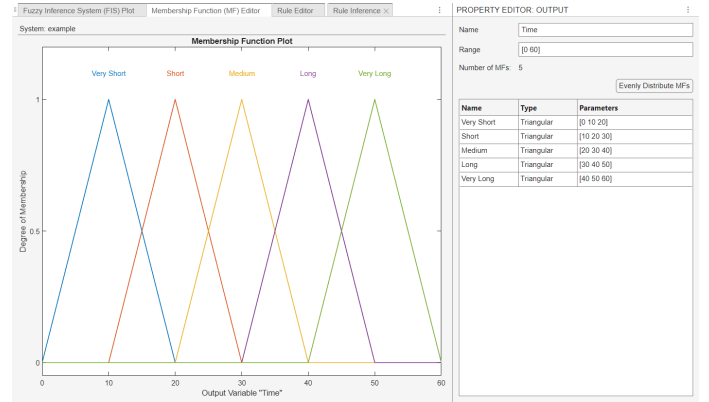 Fuzzy Inference System (FIS) Plot Membership Function (MF) Editor Rule Editor Rule Inference ×
System: example
Membership Function Plot
Very Short Short Medium Long Very Long
1
0.5
0
Degree of Membership
0 10 20 30 40 50 60
Output Variable "Time"
PROPERTY EDITOR: OUTPUT
Name Time
Range [0 60]
Number of MFs: 5
Evenly Distribute MFs
Name Type Parameters
Very Short Triangular [0 10 20]
Short Triangular [10 20 30]
Medium Triangular [20 30 40]
Long Triangular [30 40 50]
Very Long Triangular [40 50 60]